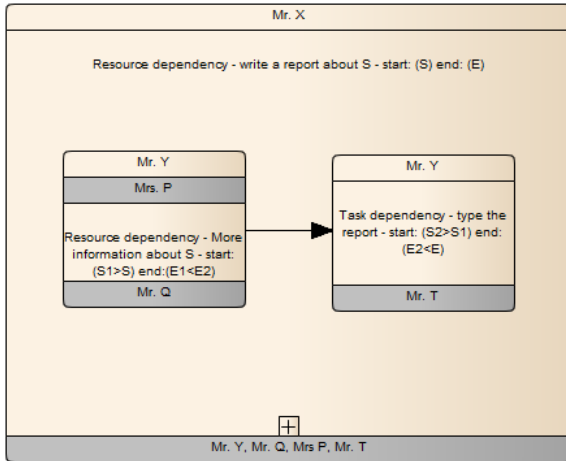 Mr. X
Resource dependency - write a report about S - start: (S) end: (E)
Mr. Y
Mrs. P
Resource dependency - More
information about S - start:
(S1>S) end:(E1<E2)
Mr. Q
Mr. Y
Task dependency - type the
report - start: (S2>S1) end:
(E2<E)
Mr. T
Mr. Y, Mr. Q, Mrs P, Mr. T